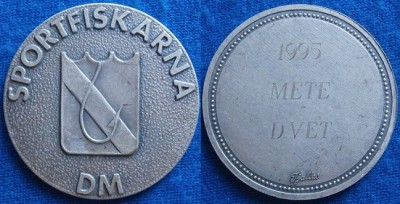 SPORTFISKARNA
DM
1995
METE
D.VET